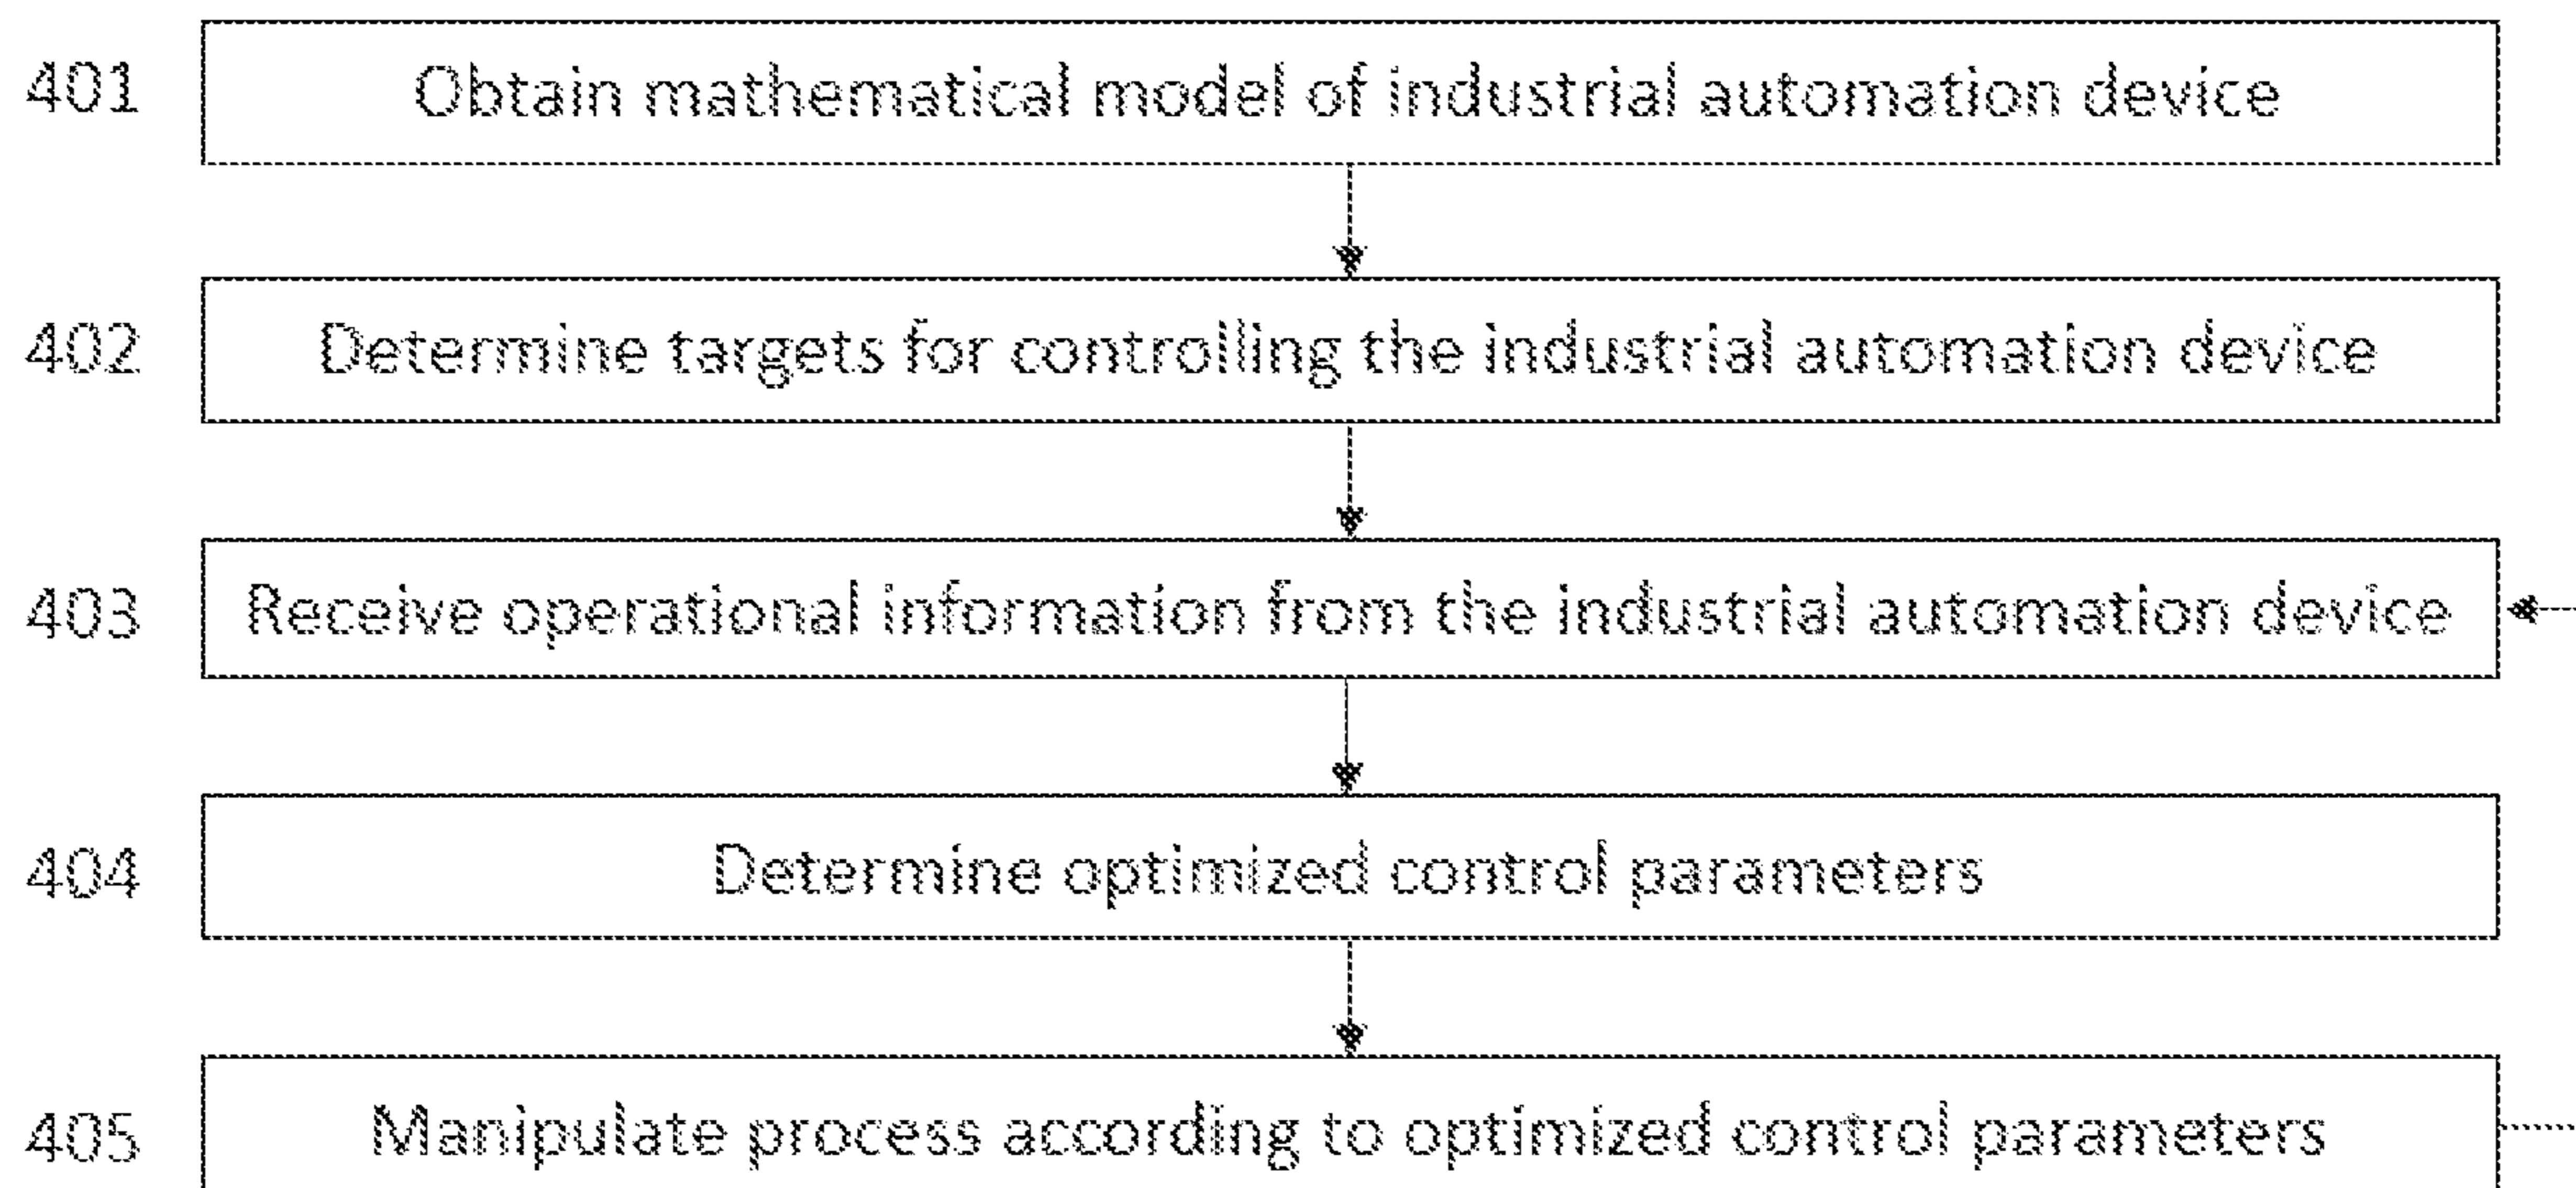 401 Obtain mathematical model of industrial automation device
402 Determine targets for controlling the industrial automation device
403 Receive operational information from the industrial automation device
404 Determine optimized control parameters
405 Manipulate process according to optimized control parameters